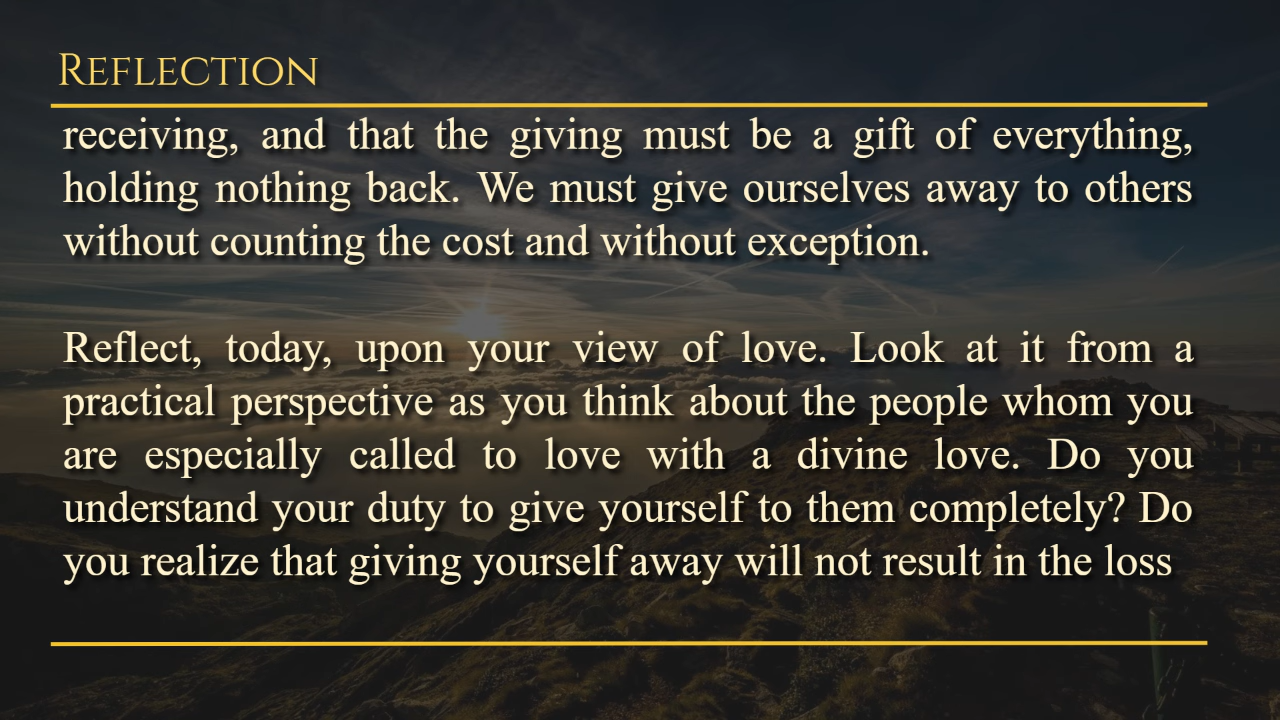 REFLECTION
receiving, and that the giving must be a gift of everything,
holding nothing back. We must give ourselves away to others
without counting the cost and without exception.
Reflect, today, upon your view of love. Look at it from a
practical perspective as you think about the people whom you
are especially called to love with a divine love. Do you
understand your duty to give yourself to them completely? Do
you realize that giving yourself away will not result in the loss